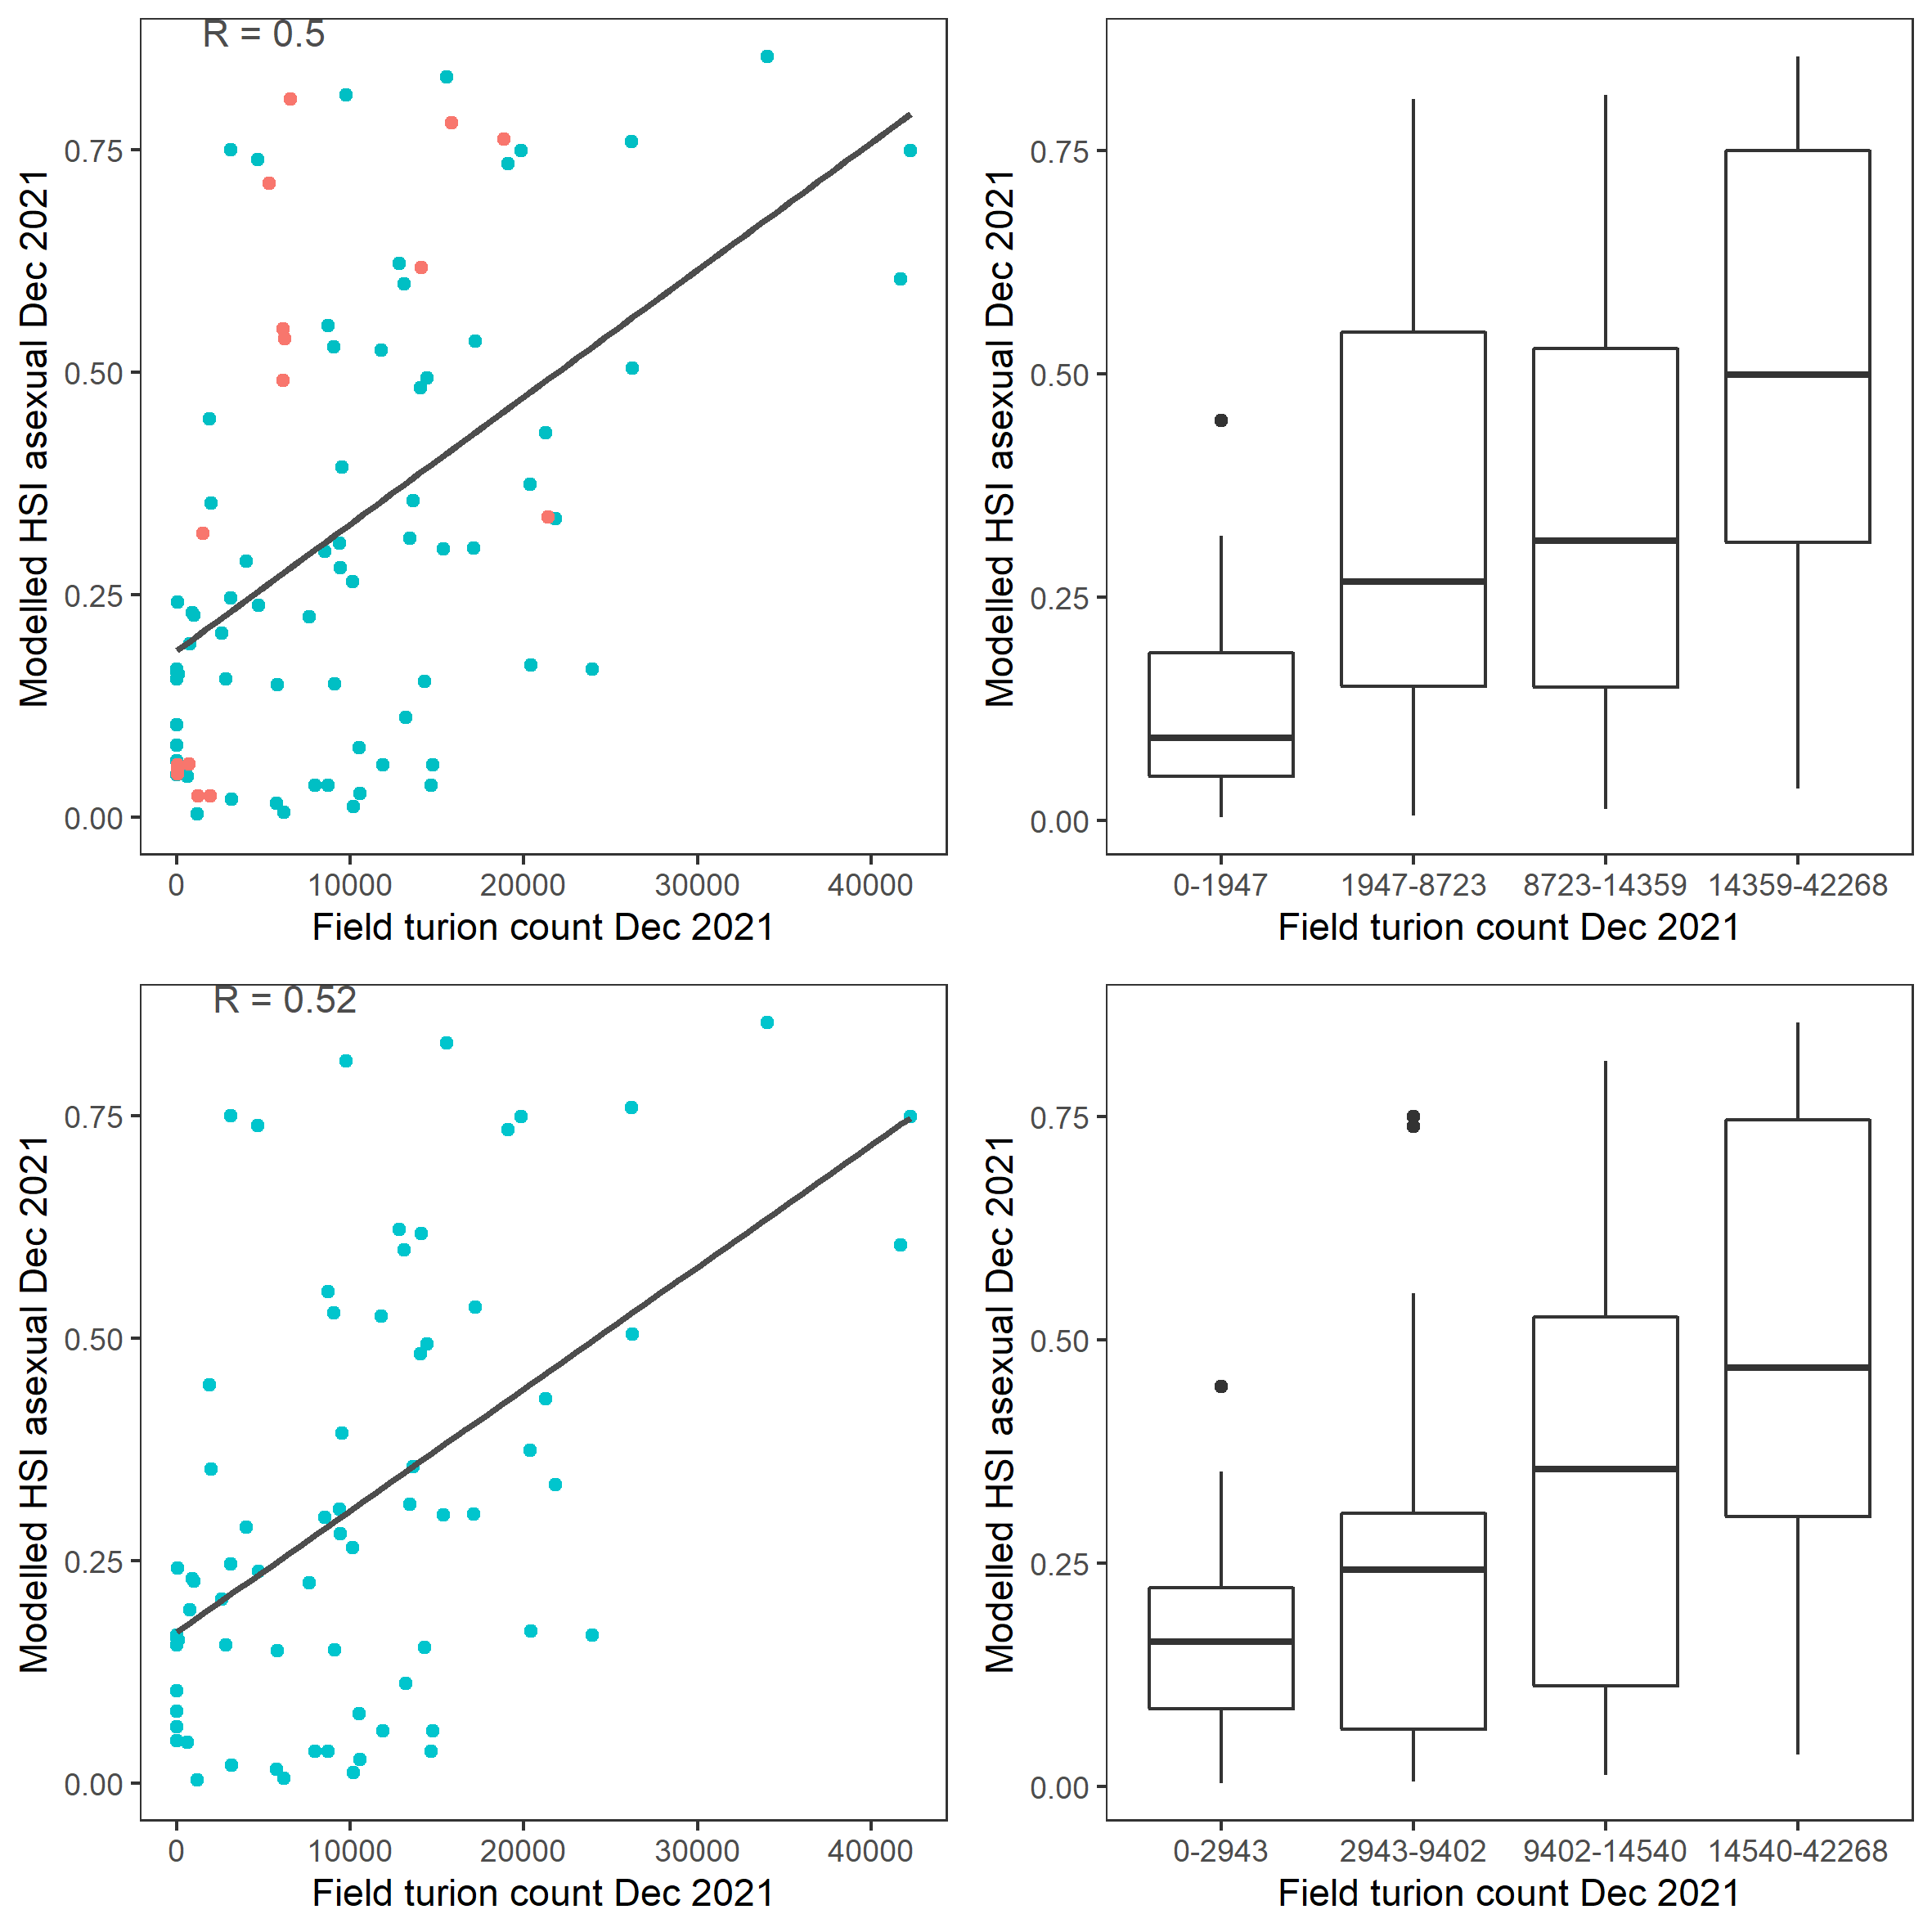 R = 0.5
Modelled HSI asexual Dec 2021
0.75
0.50
0.25
0.00
0 10000 20000 30000 40000
Field turion count Dec 2021
Modelled HSI asexual Dec 2021
0.75
0.50
0.25
0.00
0-1947 1947-8723 8723-14359 14359-42268
Field turion count Dec 2021
R = 0.52
Modelled HSI asexual Dec 2021
0.75
0.50
0.25
0.00
0 10000 20000 30000 40000
Field turion count Dec 2021
Modelled HSI asexual Dec 2021
0.75
0.50
0.25
0.00
0-2943 2943-9402 9402-14540 14540-42268
Field turion count Dec 2021